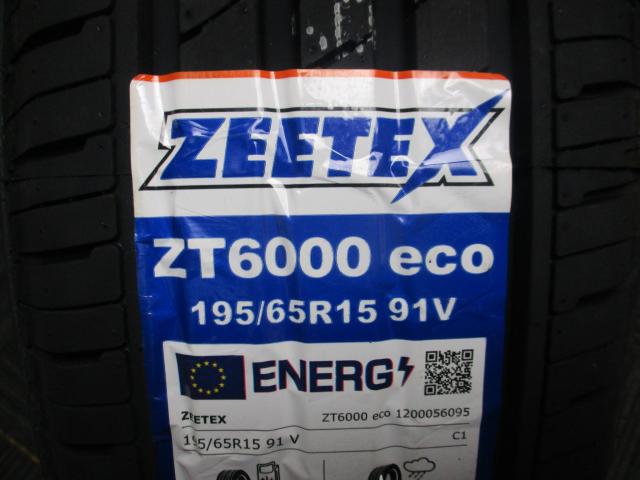 ZEETEX
ZT6000 eco
195/65R15 91V
ENERG
ZEETEX
ZT6000 eco 1200056095
195/65R15 91 V
C1